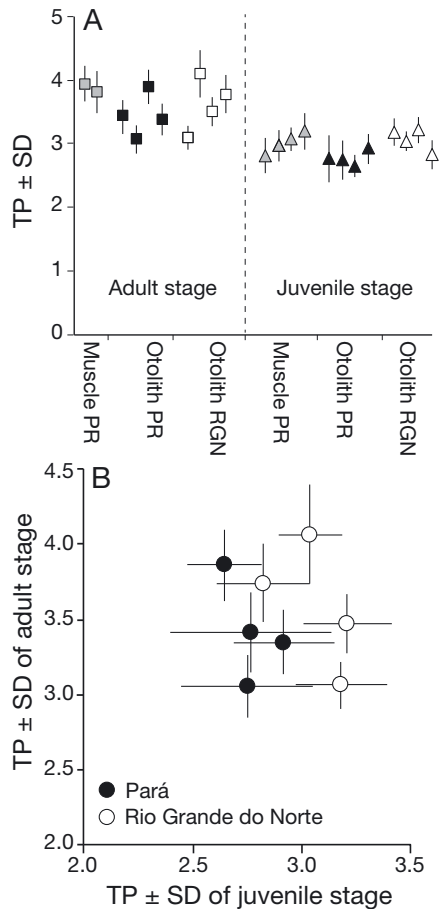 A
5
4
3
2
1
0
TP ± SD
Adult stage
Juvenile stage
Muscle PR
Otolith PR
Otolith RGN
Muscle PR
Otolith PR
Otolith RGN
B
4.5
4.0
3.5
3.0
2.5
2.0
TP ± SD of adult stage
Pará
Rio Grande do Norte
2.0
2.5
3.0
3.5
TP ± SD of juvenile stage